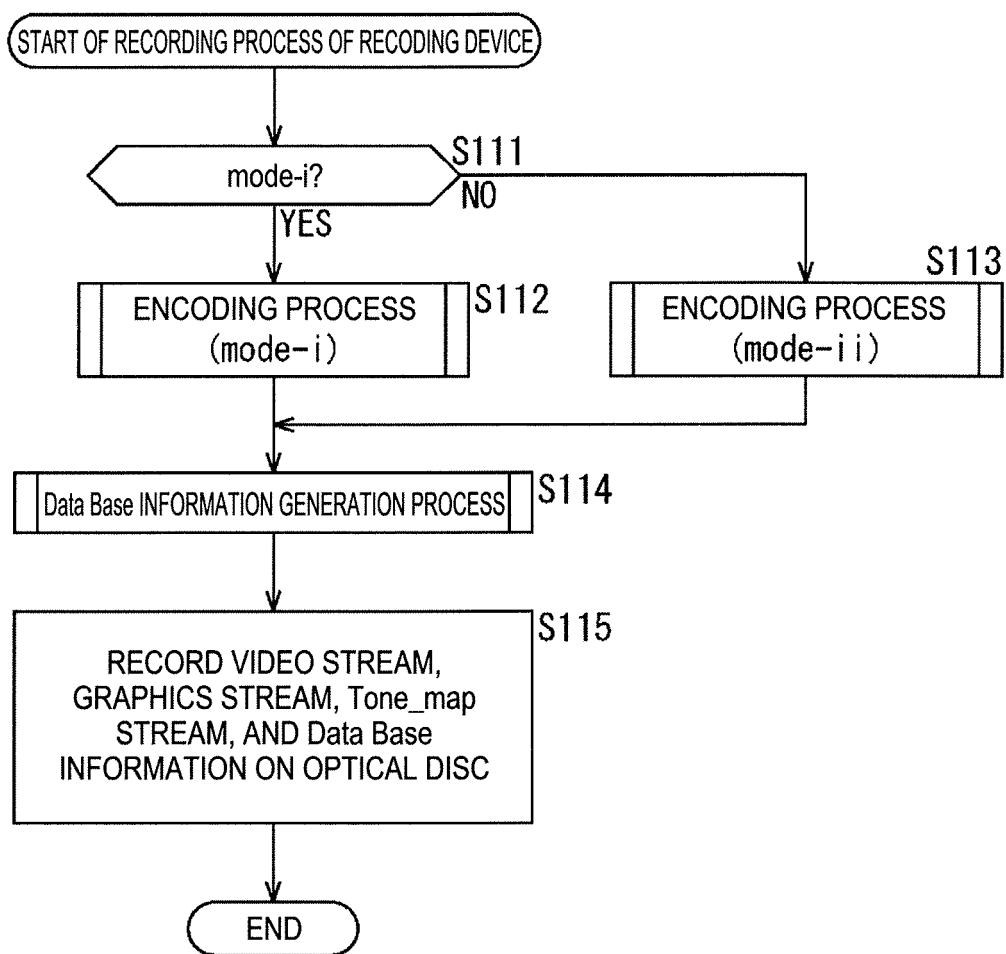 START OF RECORDING PROCESS OF RECODING DEVICE
mode-i?
S111
NO
YES
S113
ENCODING PROCESS
(mode-i)
S112
ENCODING PROCESS
(mode-ii)
Data Base INFORMATION GENERATION PROCESS
S114
S115
RECORD VIDEO STREAM,
GRAPHICS STREAM, Tone_map
STREAM, AND Data Base
INFORMATION ON OPTICAL DISC
END